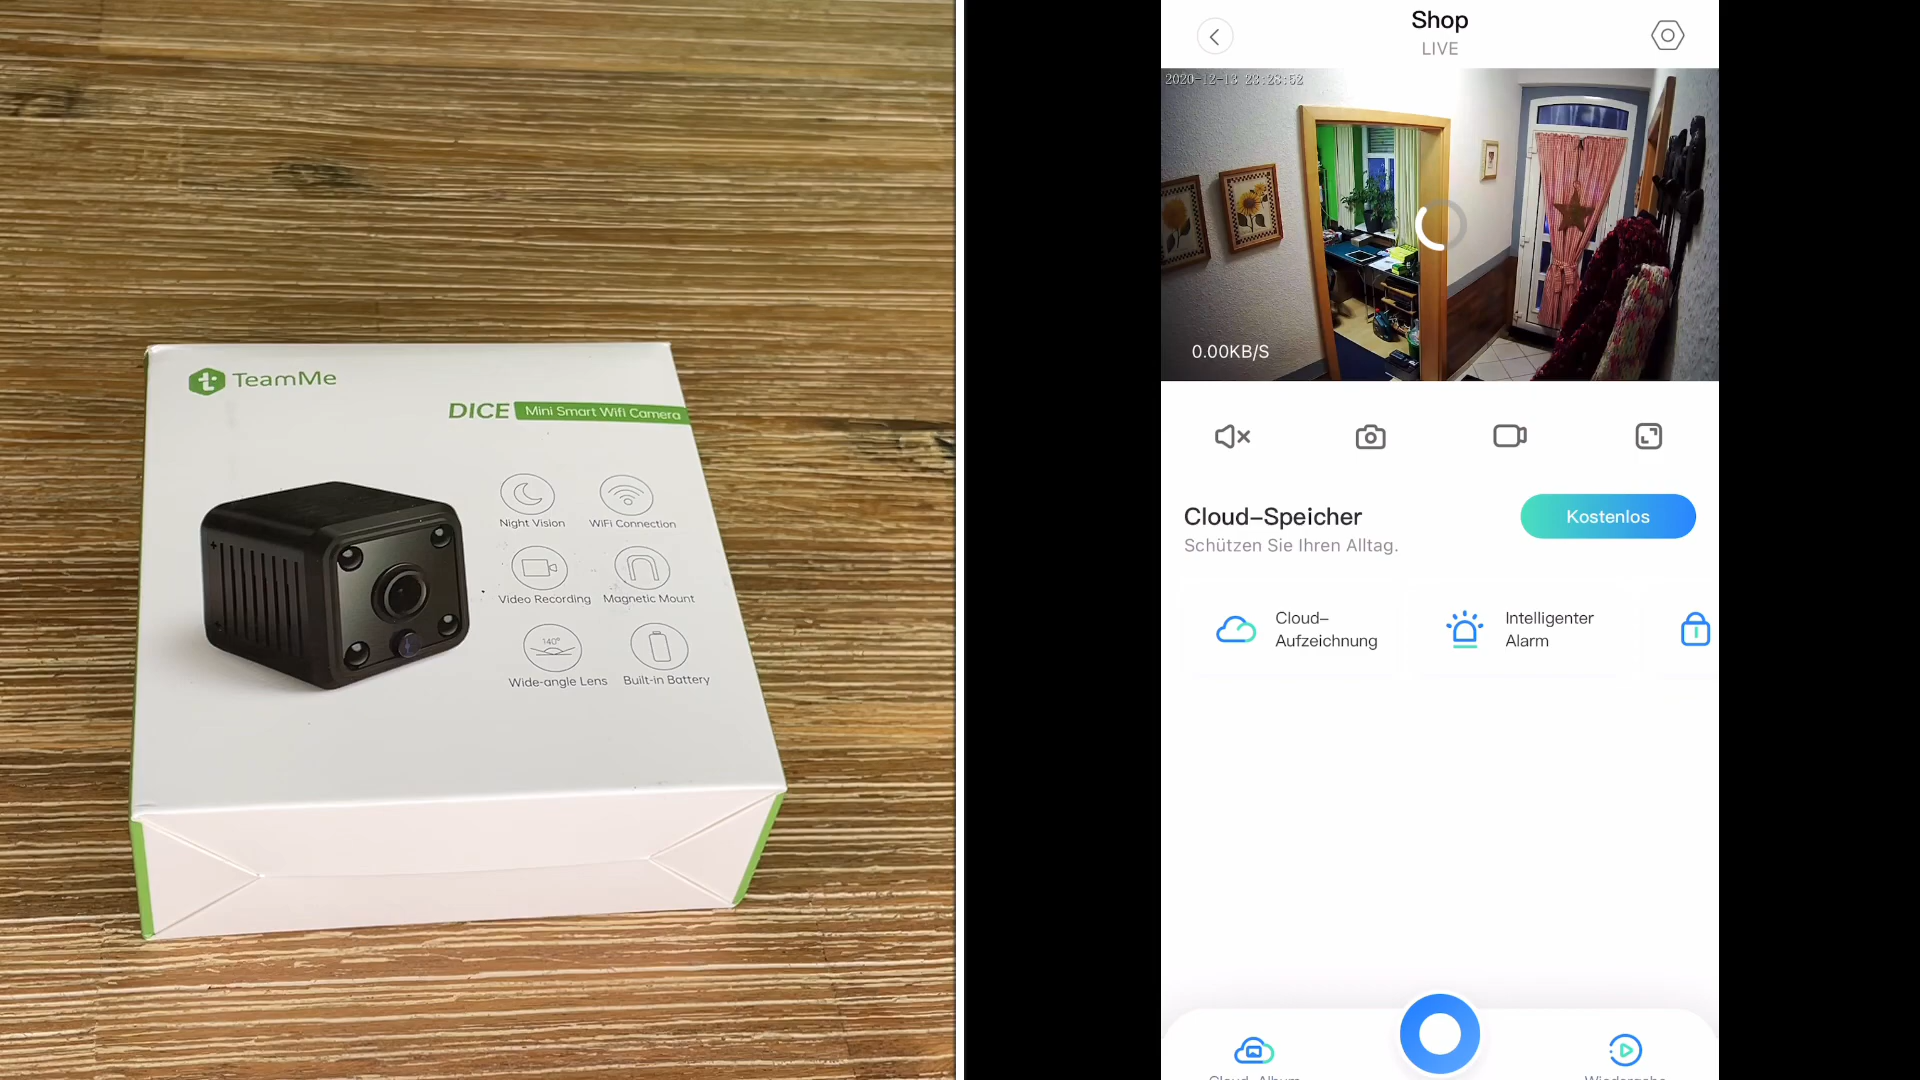 TeamMe
DICE Mini Smart Wifi Camera
Night Vision
WiFi Connection
Video Recording
Magnetic Mount
140°
Wide-angle Lens
Built-in Battery
Shop
LIVE
2020-12-13 23:23:52
0.00KB/S
Cloud-Speicher
Schützen Sie Ihren Alltag.
Kostenlos
Cloud-
Aufzeichnung
Intelligenter
Alarm